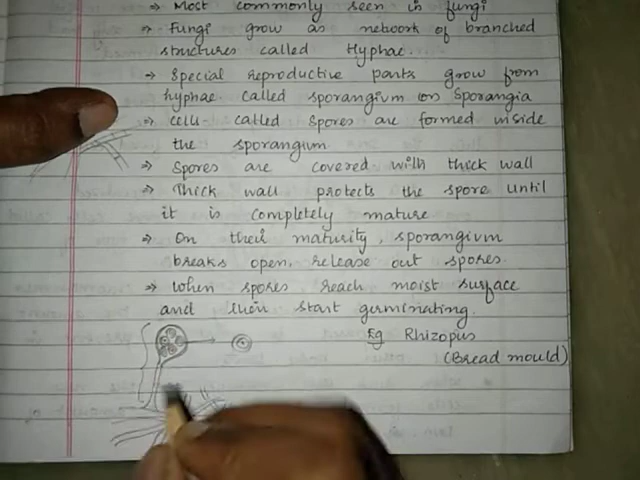 → Most commonly seen in fungi
→ Fungi grow as network of branched
structures called Hyphae.
→ Special reproductive parts grow from
hyphae called sporangium (or) Sporangia
→ cells called spores are formed inside
the sporangium
→ Spores are covered with thick wall
→ Thick wall protects the spore until
it is completely mature
→ On their maturity, sporangium
breaks open, release out spores
→ when spores reach moist surface
and then start germinating.
Eg Rhizopus
(Bread mould)